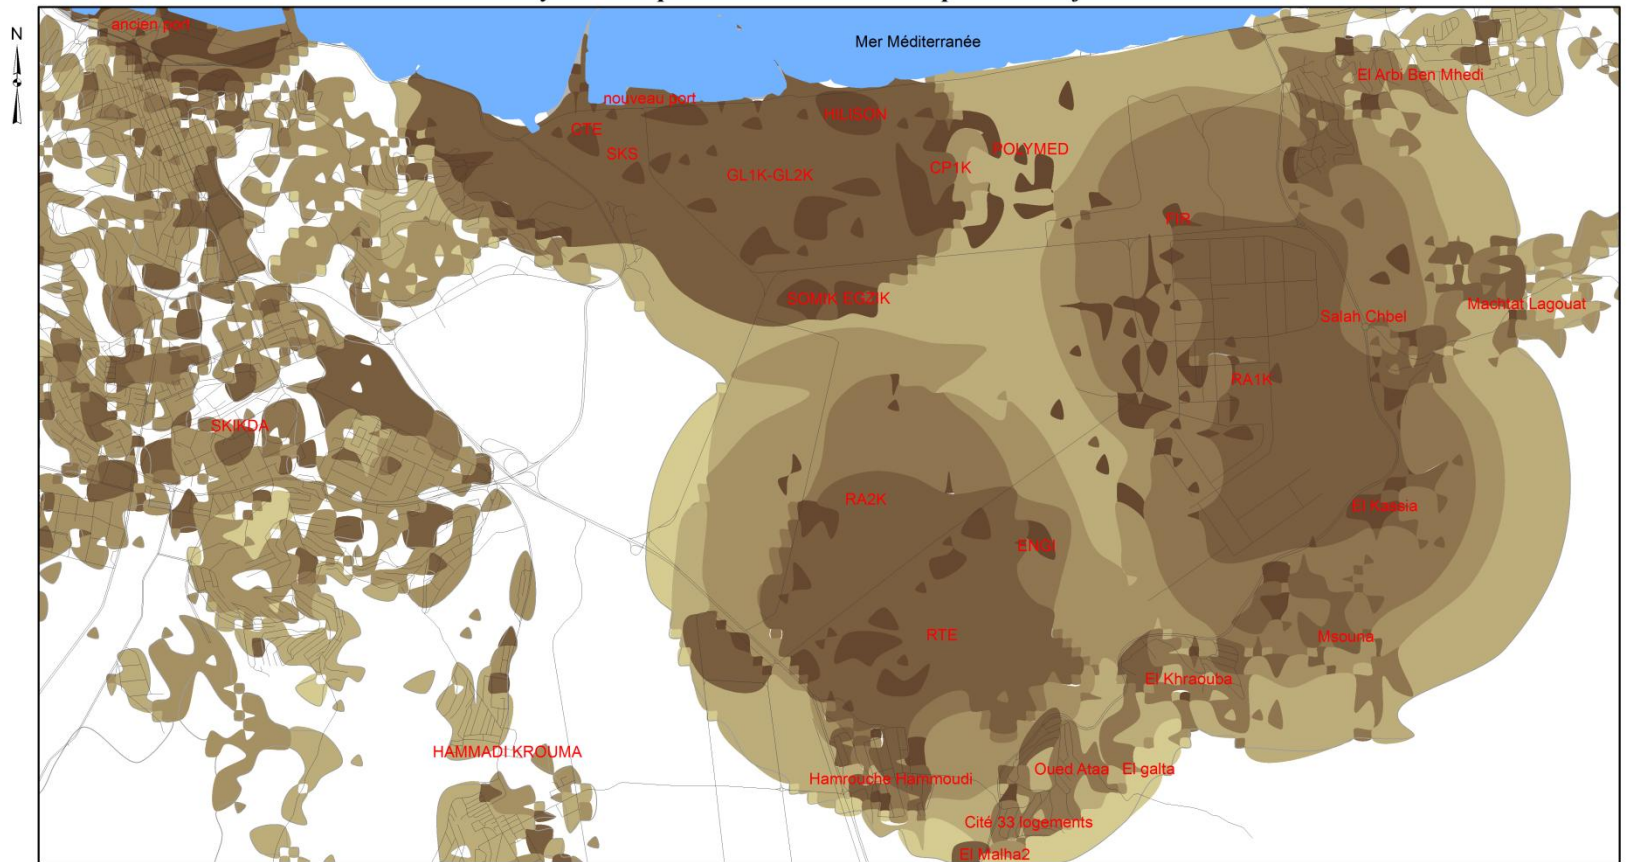 ancien port
N
Mer Méditerranée
El Arbi Ben Mhedi
nouveau port
HILISON
CTE
SKS
POLYMED
CP1K
GL1K-GL2K
FIR
SOMIK EGZIK
Machtat Lagouat
Salah Chbel
RA1K
SKIKDA
RA2K
El Kassia
ENGI
RTE
Msouna
El Khraouba
HAMMADI KROUMA
Oued Ataa
El galta
Hamrouche Hammoudi
Cité 33 logements
El Malha2